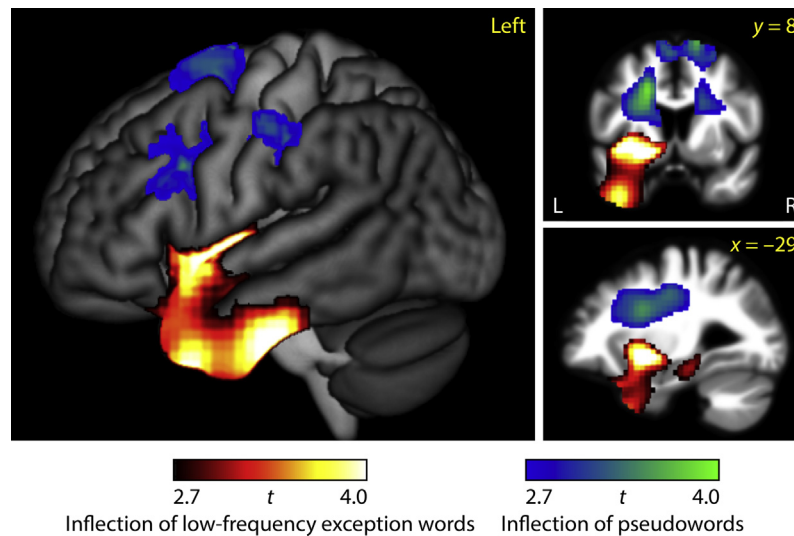 Left
y = 8
L
R
x = –29
2.7 t 4.0
Inflection of low-frequency exception words
2.7 t 4.0
Inflection of pseudowords